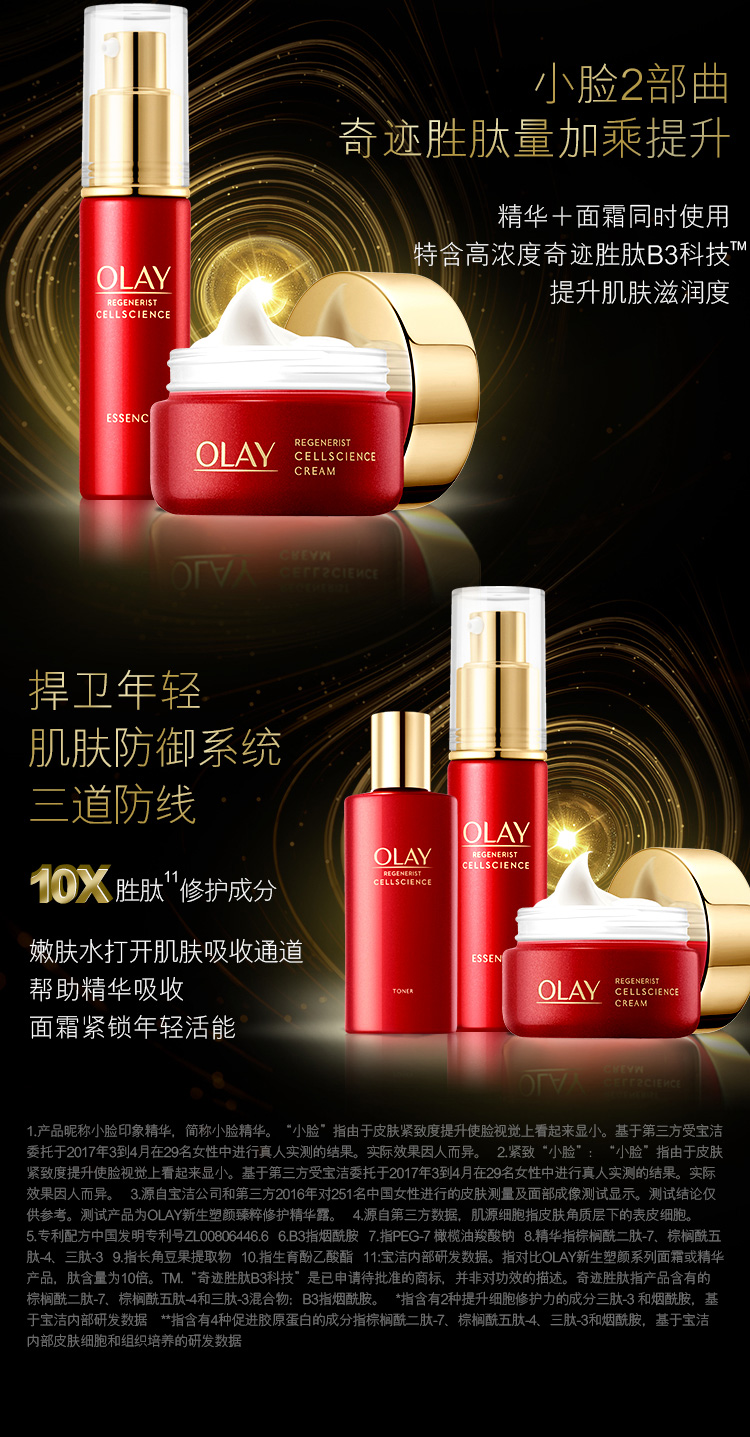 小脸2部曲
奇迹胜肽量加乘提升
精华＋面霜同时使用
特含高浓度奇迹胜肽B3科技™
提升肌肤滋润度
OLAY
REGENERIST
CELLSCIENCE
ESSENC
OLAY
REGENERIST
CELLSCIENCE
CREAM
捍卫年轻
肌肤防御系统
三道防线
10X胜肽11修护成分
嫩肤水打开肌肤吸收通道
帮助精华吸收
面霜紧锁年轻活能
OLAY
REGENERIST
CELLSCIENCE
TONER
OLAY
REGENERIST
CELLSCIENCE
ESSEN
OLAY
REGENERIST
CELLSCIENCE
CREAM
1.产品昵称小脸印象精华，简称小脸精华。“小脸”指由于皮肤紧致度提升使脸视觉上看起来显小。基于第三方受宝洁
委托于2017年3到4月在29名女性中进行真人实测的结果。实际效果因人而异。 2.紧致“小脸”：“小脸”指由于皮肤
紧致度提升使脸视觉上看起来显小。基于第三方受宝洁委托于2017年3到4月在29名女性中进行真人实测的结果。实际
效果因人而异。 3.源自宝洁公司和第三方2016年对251名中国女性进行的皮肤测量及面部成像测试显示。测试结论仅
供参考。测试产品为OLAY新生塑颜臻粹修护精华露。 4.源自第三方数据，肌源细胞指皮肤角质层下的表皮细胞。
5.专利配方中国发明专利号ZL00806446.6 6.B3指烟酰胺 7.指PEG-7 橄榄油羧酸钠 8.精华指棕榈酰二肽-7、棕榈酰五
肽-4、三肽-3 9.指长角豆果提取物 10.指生育酚乙酸酯 11:宝洁内部研发数据。指对比OLAY新生塑颜系列面霜或精华
产品，肽含量为10倍。TM.“奇迹胜肽B3科技”是已申请待批准的商标，并非对功效的描述。奇迹胜肽指产品含有的
棕榈酰二肽-7、棕榈酰五肽-4和三肽-3混合物；B3指烟酰胺。 *指含有2种提升细胞修护力的成分三肽-3 和烟酰胺，基
于宝洁内部研发数据 **指含有4种促进胶原蛋白的成分指棕榈酰二肽-7、棕榈酰五肽-4、三肽-3和烟酰胺，基于宝洁
内部皮肤细胞和组织培养的研发数据